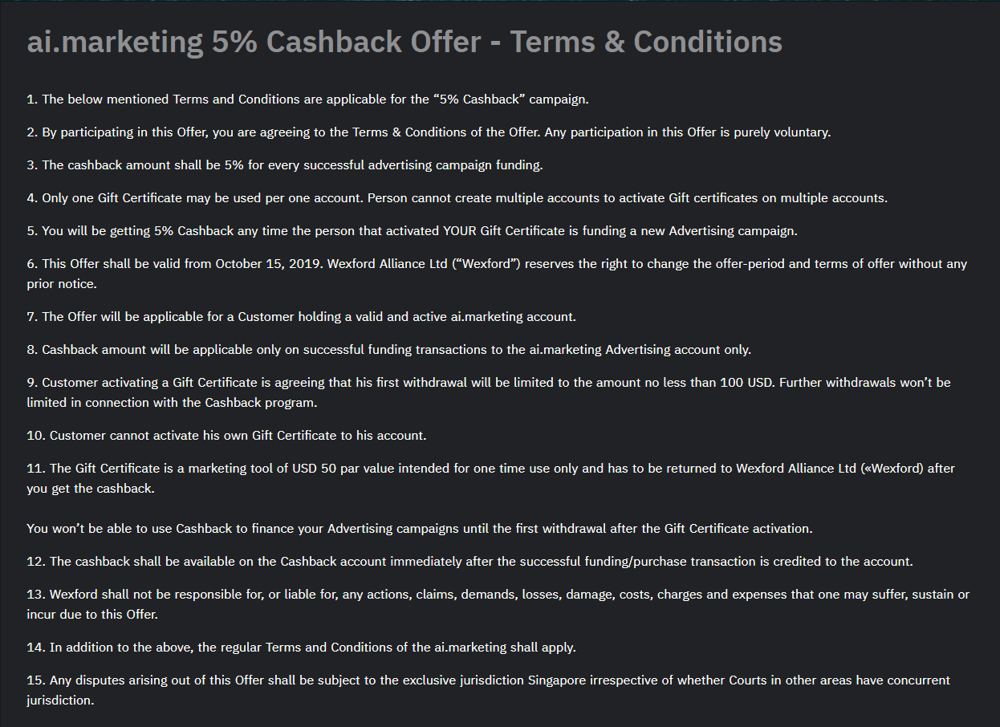 ai.marketing 5% Cashback Offer - Terms & Conditions
1. The below mentioned Terms and Conditions are applicable for the “5% Cashback” campaign.
2. By participating in this Offer, you are agreeing to the Terms & Conditions of the Offer. Any participation in this Offer is purely voluntary.
3. The cashback amount shall be 5% for every successful advertising campaign funding.
4. Only one Gift Certificate may be used per one account. Person cannot create multiple accounts to activate Gift certificates on multiple accounts.
5. You will be getting 5% Cashback any time the person that activated YOUR Gift Certificate is funding a new Advertising campaign.
6. This Offer shall be valid from October 15, 2019. Wexford Alliance Ltd (“Wexford”) reserves the right to change the offer-period and terms of offer without any
prior notice.
7. The Offer will be applicable for a Customer holding a valid and active ai.marketing account.
8. Cashback amount will be applicable only on successful funding transactions to the ai.marketing Advertising account only.
9. Customer activating a Gift Certificate is agreeing that his first withdrawal will be limited to the amount no less than 100 USD. Further withdrawals won’t be
limited in connection with the Cashback program.
10. Customer cannot activate his own Gift Certificate to his account.
11. The Gift Certificate is a marketing tool of USD 50 par value intended for one time use only and has to be returned to Wexford Alliance Ltd («Wexford) after
you get the cashback.
You won’t be able to use Cashback to finance your Advertising campaigns until the first withdrawal after the Gift Certificate activation.
12. The cashback shall be available on the Cashback account immediately after the successful funding/purchase transaction is credited to the account.
13. Wexford shall not be responsible for, or liable for, any actions, claims, demands, losses, damage, costs, charges and expenses that one may suffer, sustain or
incur due to this Offer.
14. In addition to the above, the regular Terms and Conditions of the ai.marketing shall apply.
15. Any disputes arising out of this Offer shall be subject to the exclusive jurisdiction Singapore irrespective of whether Courts in other areas have concurrent
jurisdiction.